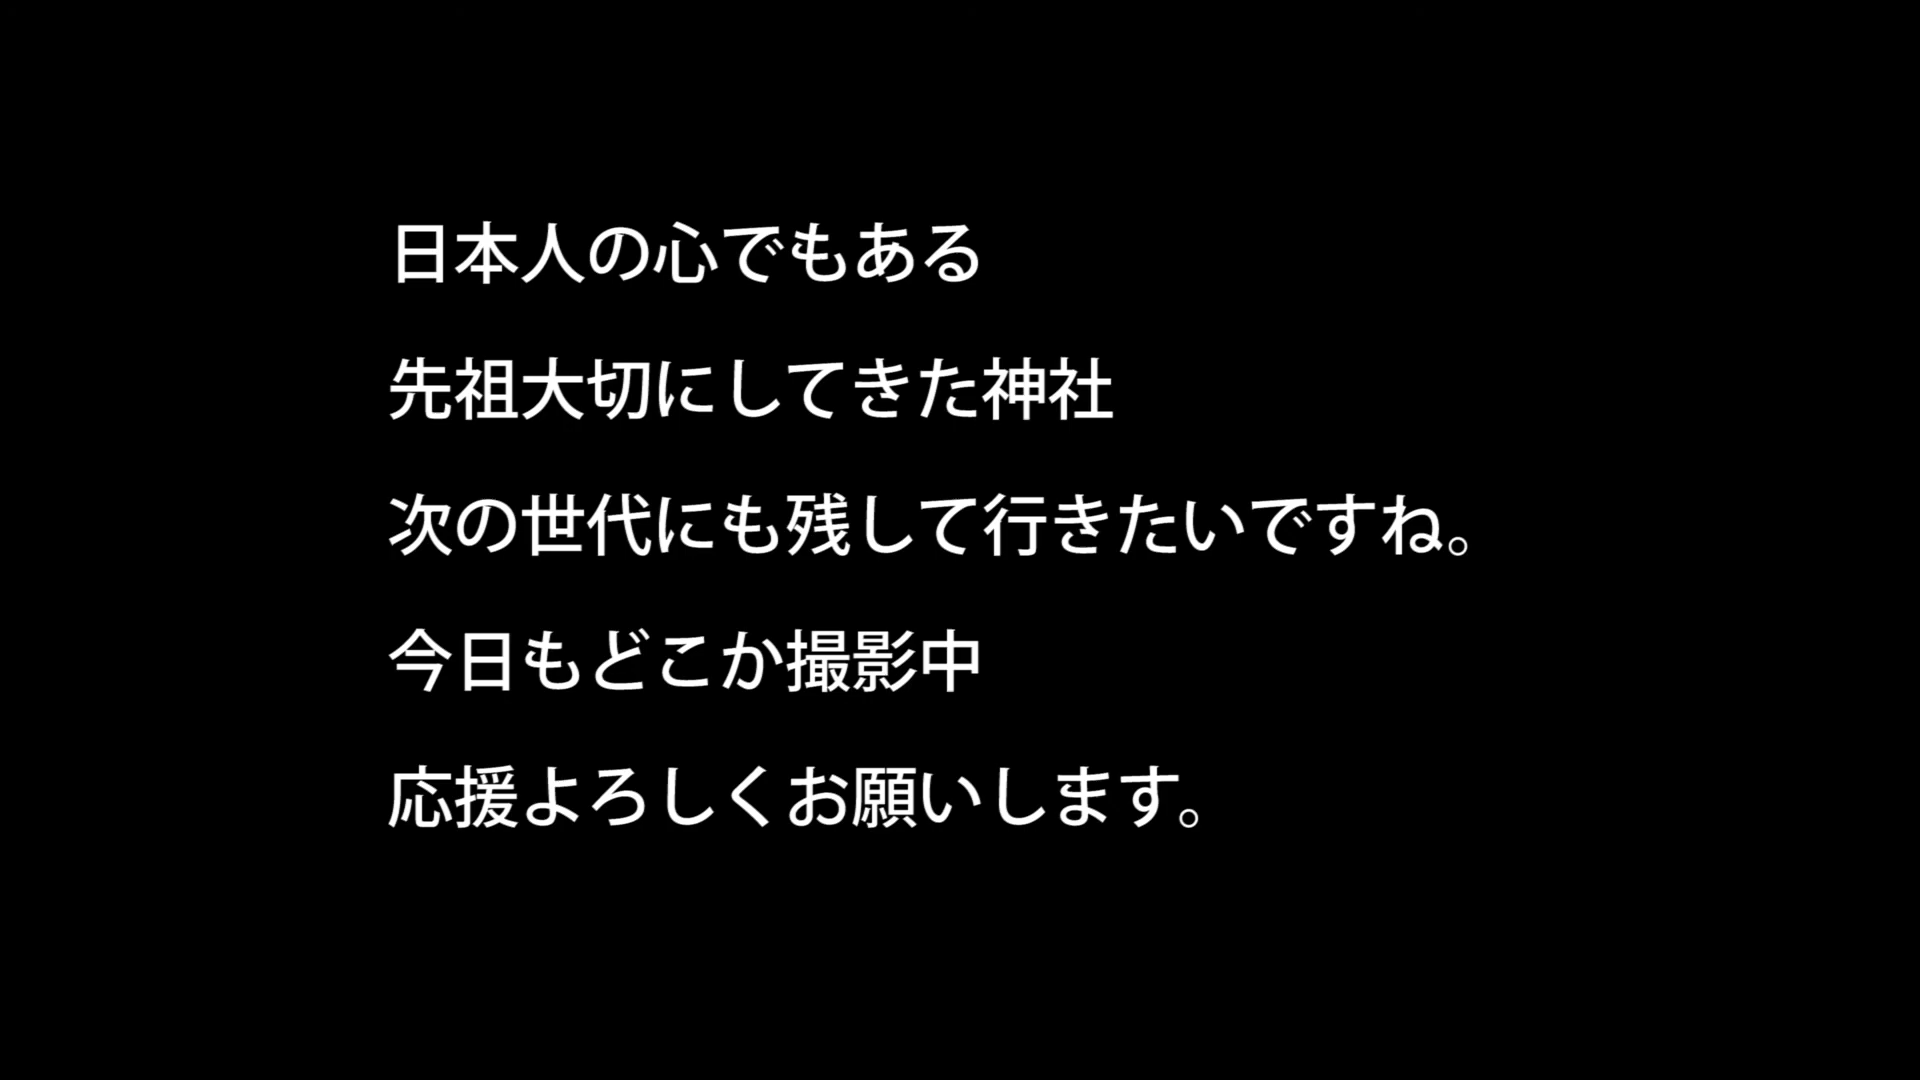 日本人の心でもある
先祖大切にしてきた神社
次の世代にも残して行きたいですね。
今日もどこか撮影中
応援よろしくお願いします。